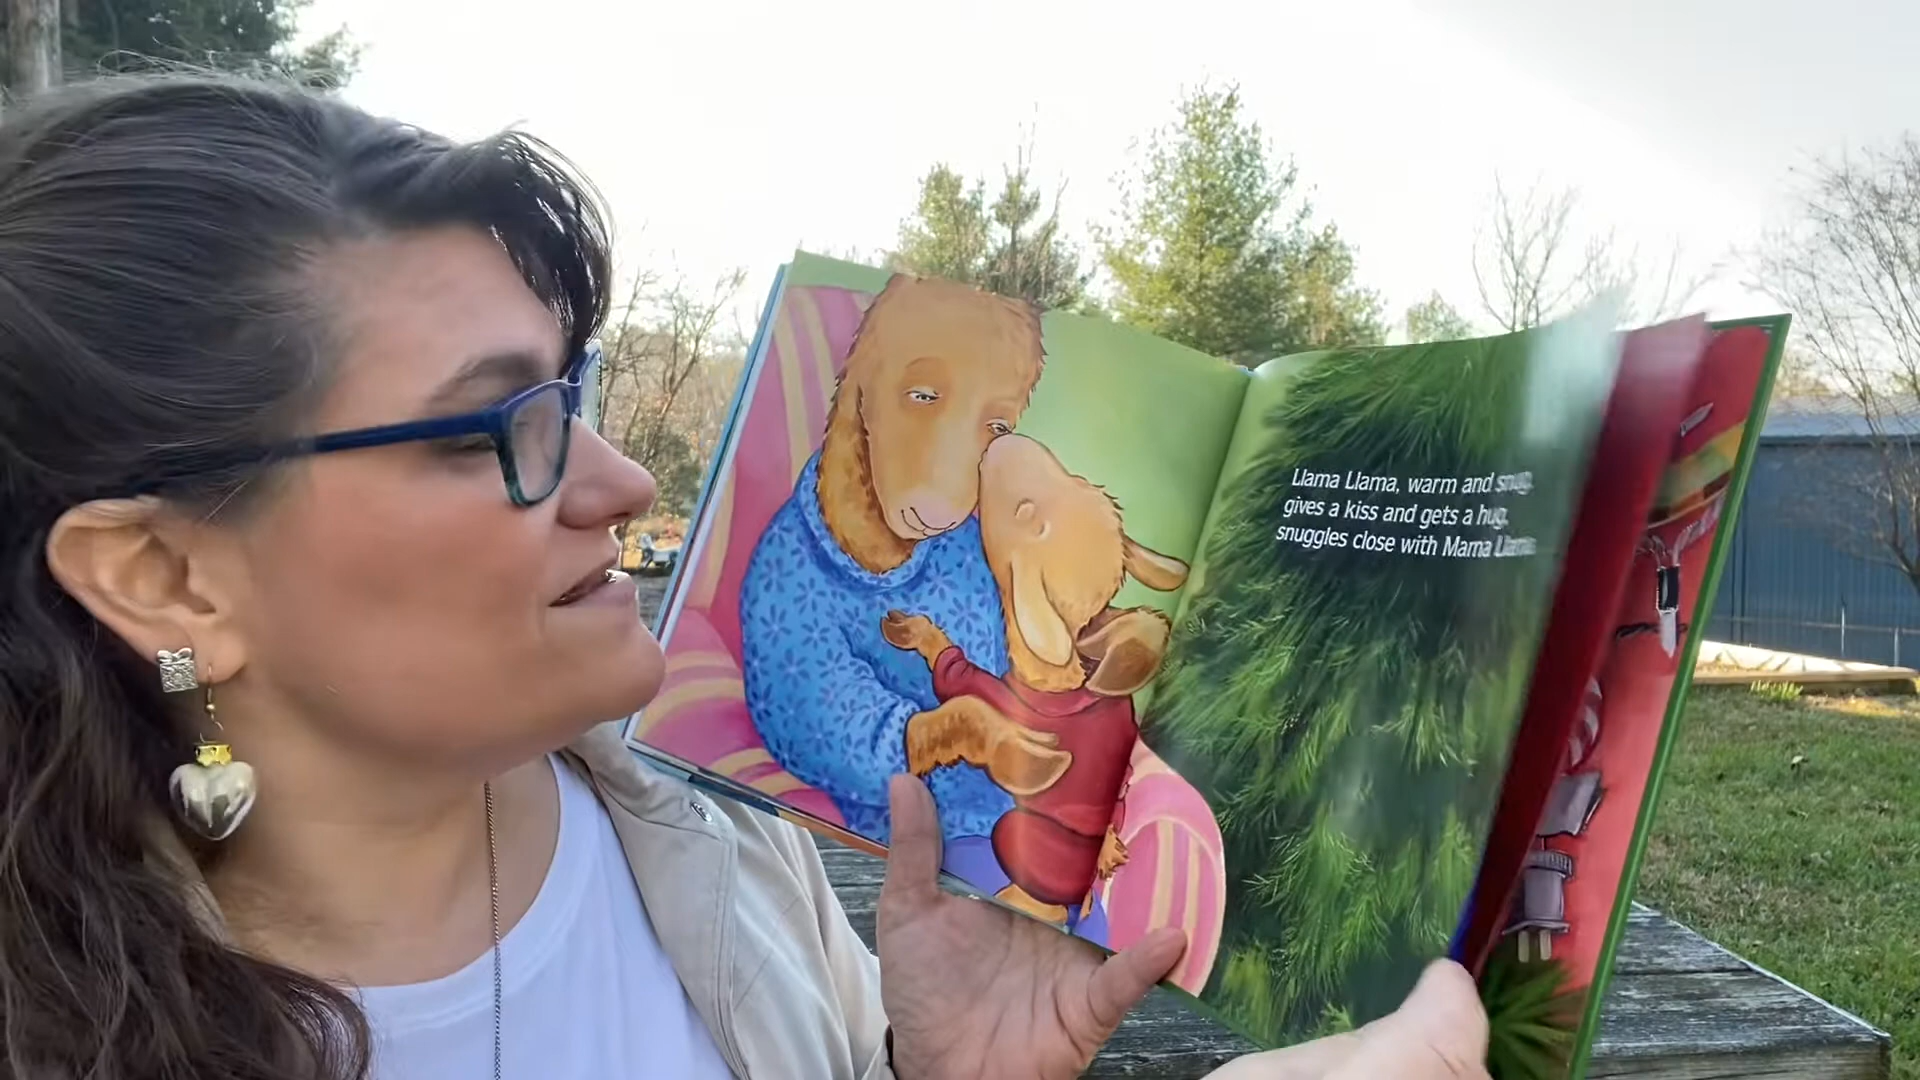 Llama Llama, warm and snug,
gives a kiss and gets a hug,
snuggles close with Mama Llama.